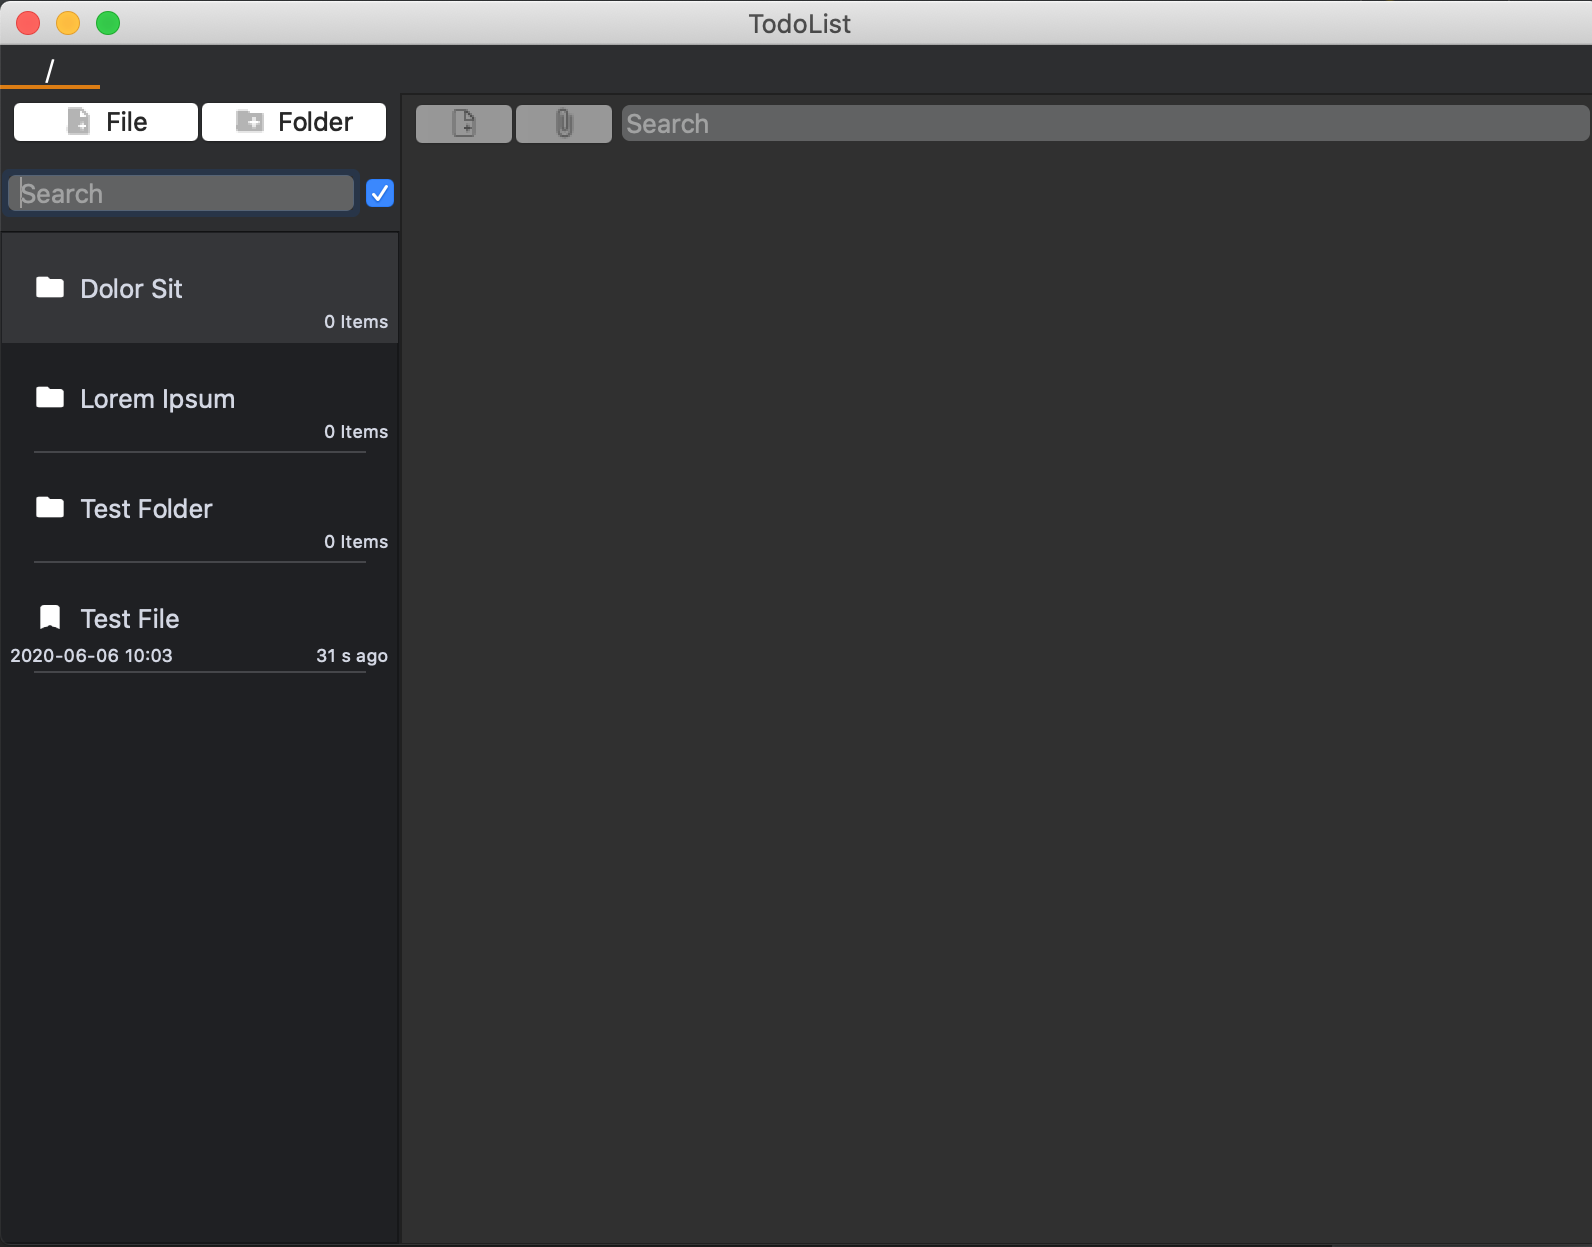 TodoList
/
File Folder
Search
Search
Dolor Sit
0 Items
Lorem Ipsum
0 Items
Test Folder
0 Items
Test File
2020-06-06 10:03 31 s ago